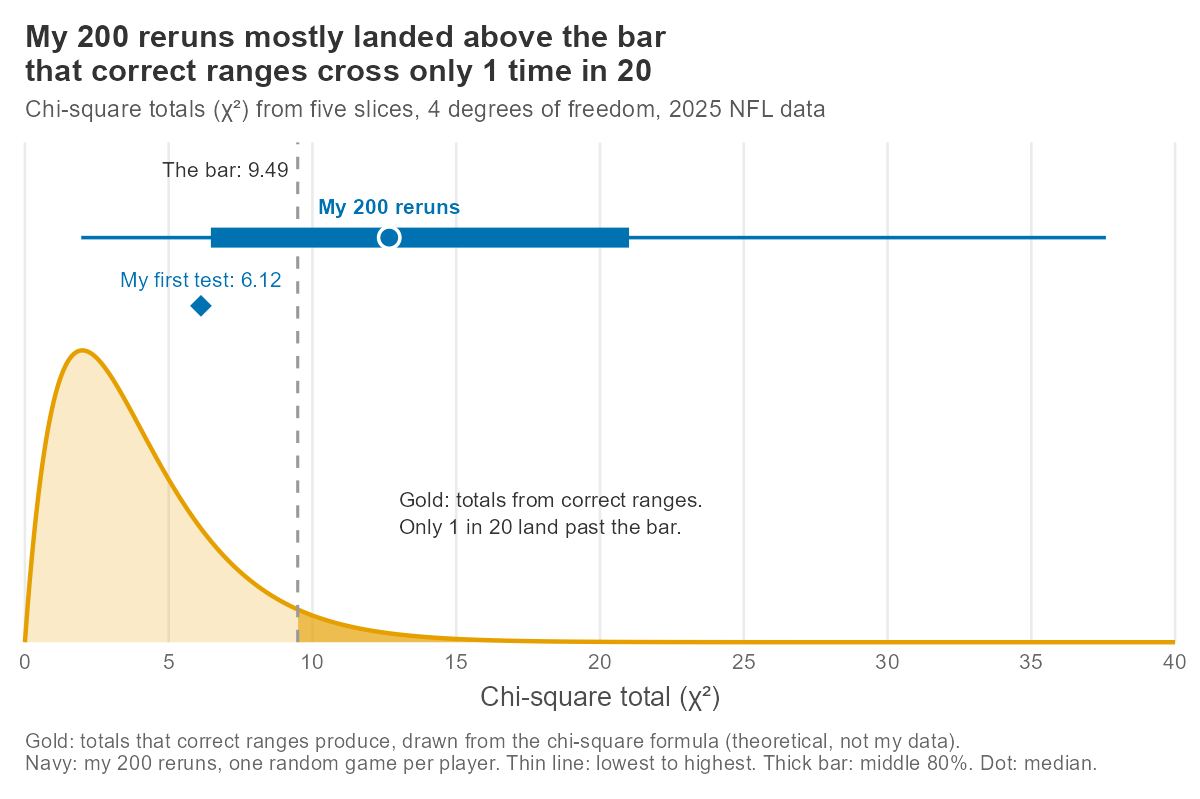 My 200 reruns mostly landed above the bar
that correct ranges cross only 1 time in 20
Chi-square totals (χ²) from five slices, 4 degrees of freedom, 2025 NFL data
The bar: 9.49
My 200 reruns
My first test: 6.12
Gold: totals from correct ranges.
Only 1 in 20 land past the bar.
0 5 10 15 20 25 30 35 40
Chi-square total (χ²)
Gold: totals that correct ranges produce, drawn from the chi-square formula (theoretical, not my data).
Navy: my 200 reruns, one random game per player. Thin line: lowest to highest. Thick bar: middle 80%. Dot: median.